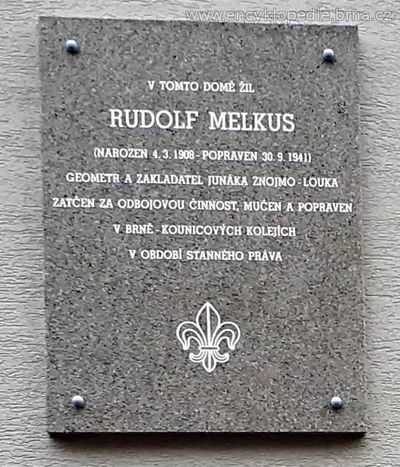 www.encyklopedie.brna.cz
V TOMTO DOMĚ ŽIL
RUDOLF MELKUS
(NAROZEN 4. 3. 1908 - POPRAVEN 30. 9. 1941)
GEOMETR A ZAKLADATEL JUNÁKA ZNOJMO - LOUKA
ZATČEN ZA ODBOJOVOU ČINNOST, MUČEN A POPRAVEN
V BRNĚ - KOUNICOVÝCH KOLEJÍCH
V OBDOBÍ STANNÉHO PRÁVA